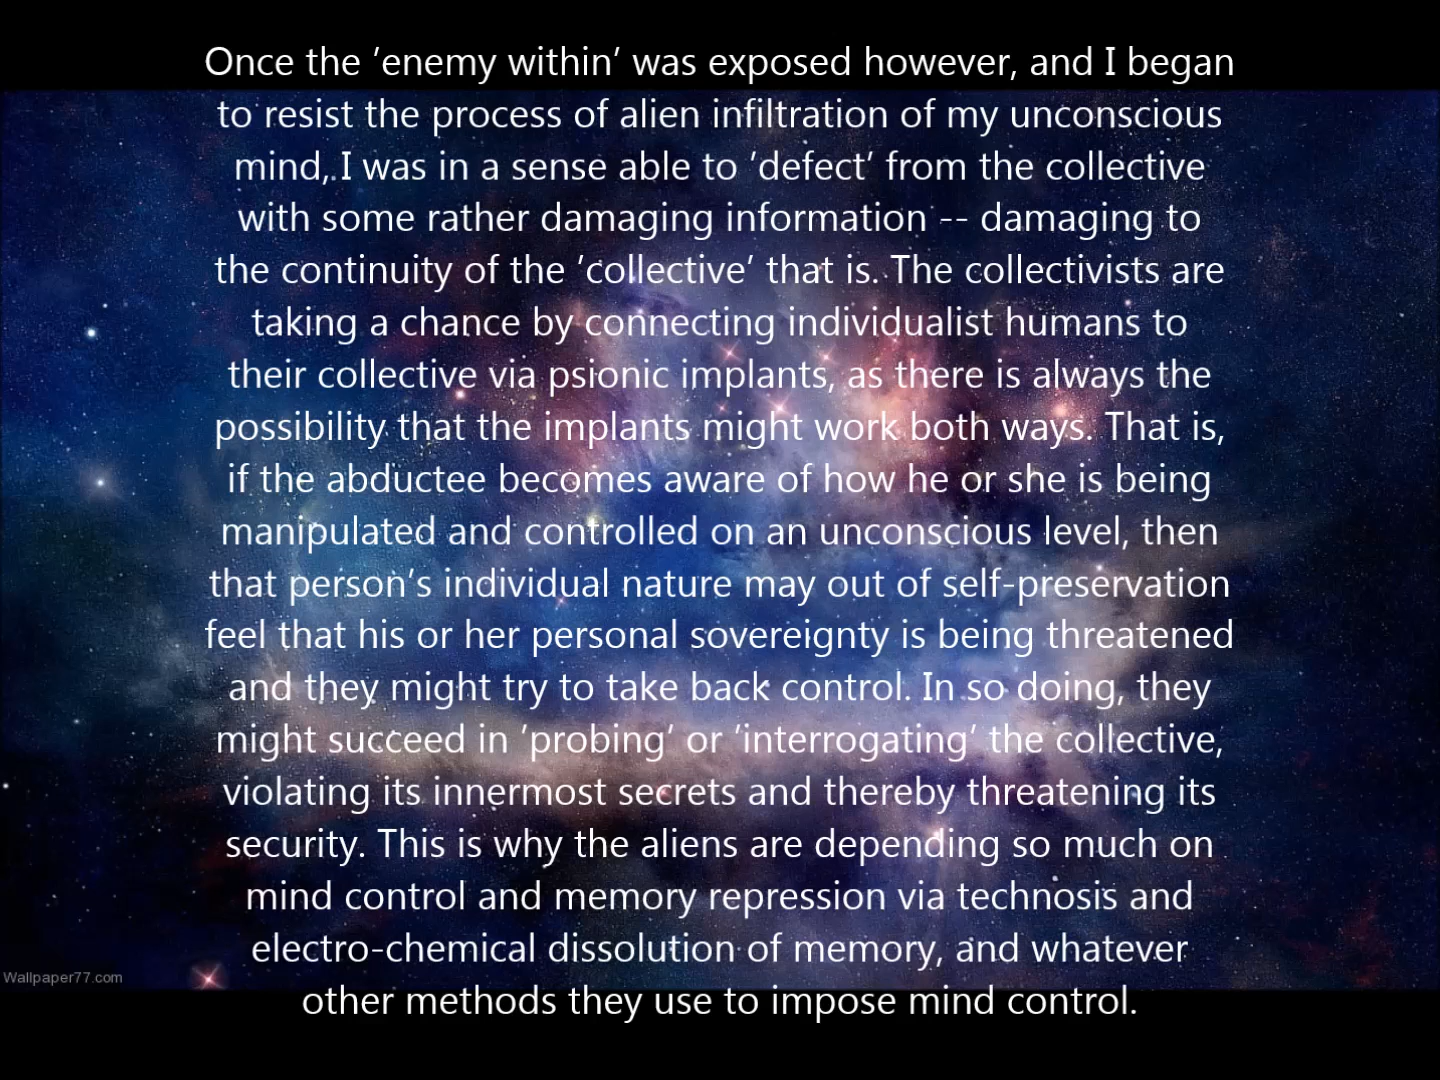 Once the ’enemy within’ was exposed however, and I began
to resist the process of alien infiltration of my unconscious
mind, I was in a sense able to ’defect’ from the collective
with some rather damaging information -- damaging to
the continuity of the ’collective’ that is. The collectivists are
taking a chance by connecting individualist humans to
their collective via psionic implants, as there is always the
possibility that the implants might work both ways. That is,
if the abductee becomes aware of how he or she is being
manipulated and controlled on an unconscious level, then
that person’s individual nature may out of self-preservation
feel that his or her personal sovereignty is being threatened
and they might try to take back control. In so doing, they
might succeed in ’probing’ or ’interrogating’ the collective,
violating its innermost secrets and thereby threatening its
security. This is why the aliens are depending so much on
mind control and memory repression via technosis and
electro-chemical dissolution of memory, and whatever
Wallpaper77.com
other methods they use to impose mind control.